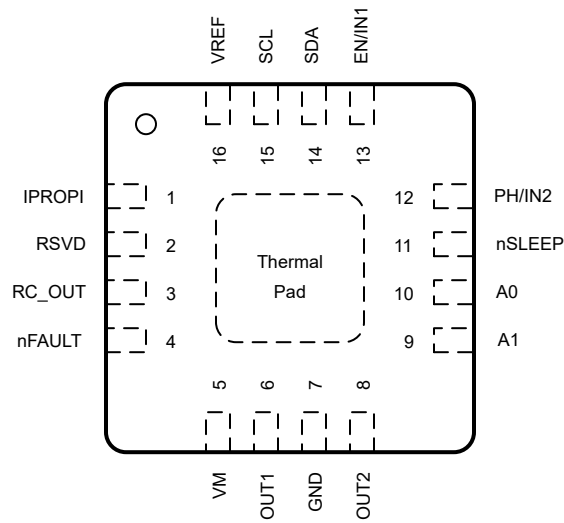 VREF
SCL
SDA
EN/IN1
16
15
14
13
IPROPI
1
RSVD
2
RC_OUT
3
nFAULT
4
Thermal
Pad
12
PH/IN2
11
nSLEEP
10
A0
9
A1
5
6
7
8
VM
OUT1
GND
OUT2